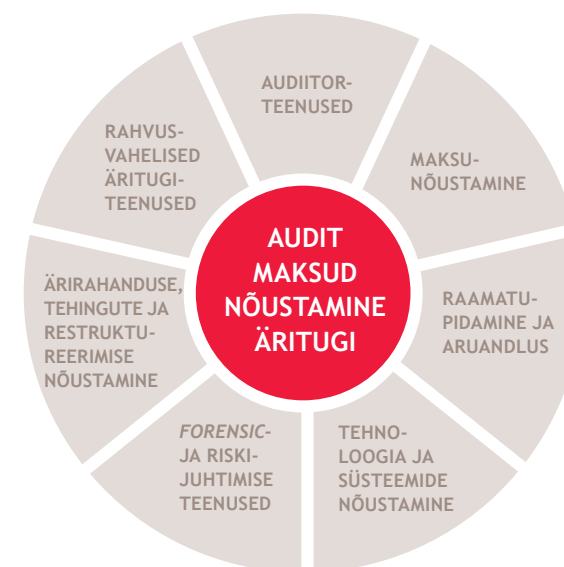 AUDIITOR-
TEENUSED
MAKSU-
NÕUSTAMINE
RAAMATU-
PIDAMINE JA
ARUANDLUS
TEHNO-
LOOGIA JA
SÜSTEEMIDE
NÕUSTAMINE
FORENSIC-
JA RISKI-
JUHTIMISE
TEENUSED
ÄRIRAHANDUSE,
TEHINGUTE JA
RESTRUKTU-
REERIMISE
NÕUSTAMINE
RAHVUS-
VAHELISED
ÄRITUGI-
TEENUSED
AUDIT
MAKSUD
NÕUSTAMINE
ÄRITUGI